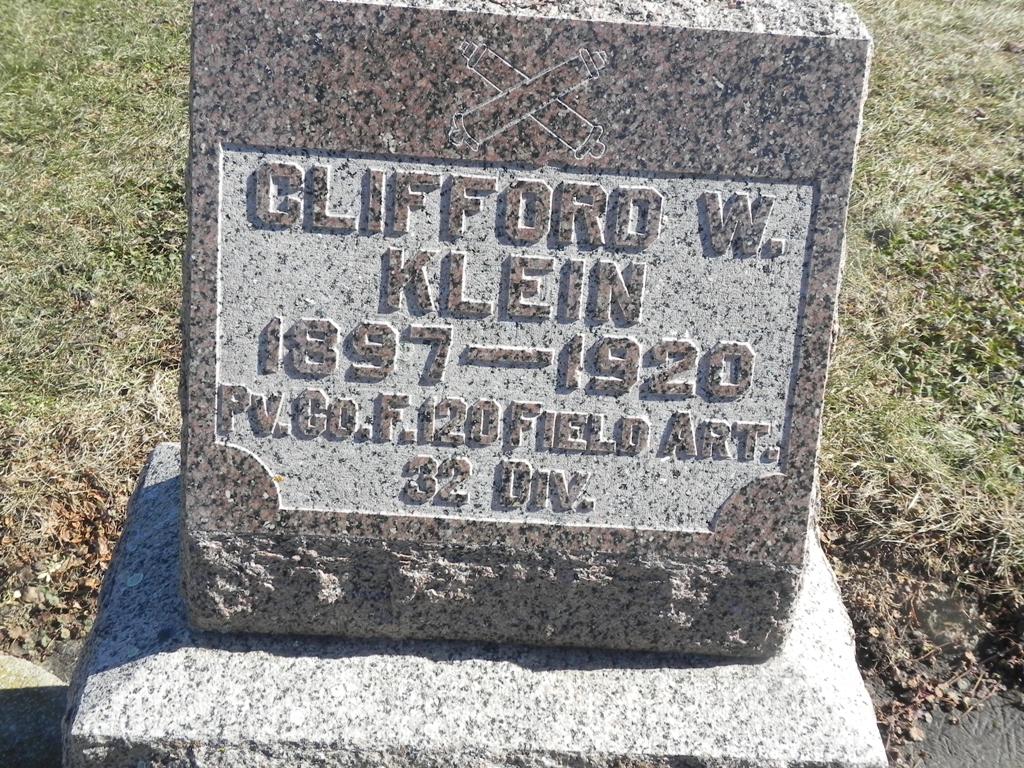 CLIFFORD W.
KLEIN
1897—1920
PV. CO. F. 120 FIELD ART.
32 DIV.